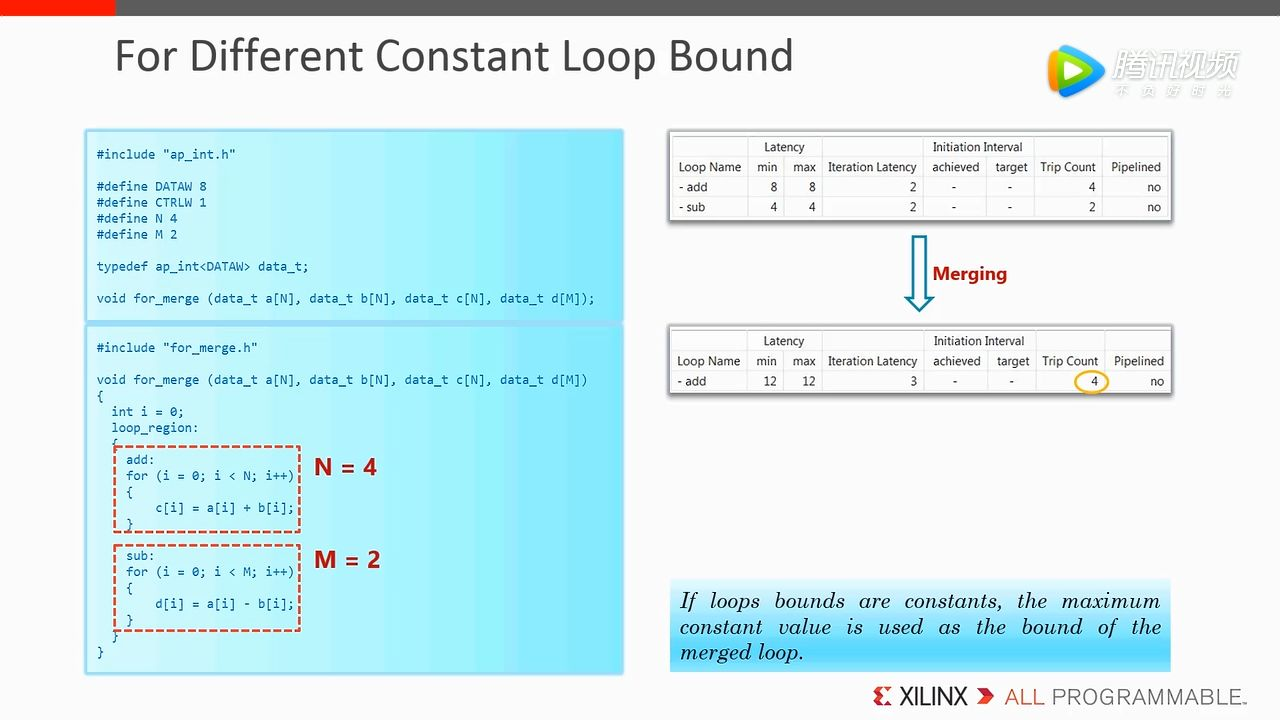 For Different Constant Loop Bound
腾讯视频
不负好时光
#include "ap_int.h"
#define DATAW 8
#define CTRLW 1
#define N 4
#define M 2
typedef ap_int<DATAW> data_t;
void for_merge (data_t a[N], data_t b[N], data_t c[N], data_t d[M]);
#include "for_merge.h"
void for_merge (data_t a[N], data_t b[N], data_t c[N], data_t d[M])
{
int i = 0;
loop_region:
{
add:
for (i = 0; i < N; i++)
{
c[i] = a[i] + b[i];
}
N = 4
sub:
for (i = 0; i < M; i++)
{
d[i] = a[i] - b[i];
}
M = 2
}
}
Latency Initiation Interval
Loop Name min max Iteration Latency achieved target Trip Count Pipelined
- add 8 8 2 - - 4 no
- sub 4 4 2 - - 2 no
Merging
Latency Initiation Interval
Loop Name min max Iteration Latency achieved target Trip Count Pipelined
- add 12 12 3 - - 4 no
If loops bounds are constants, the maximum
constant value is used as the bound of the
merged loop.
XILINX ALL PROGRAMMABLE™